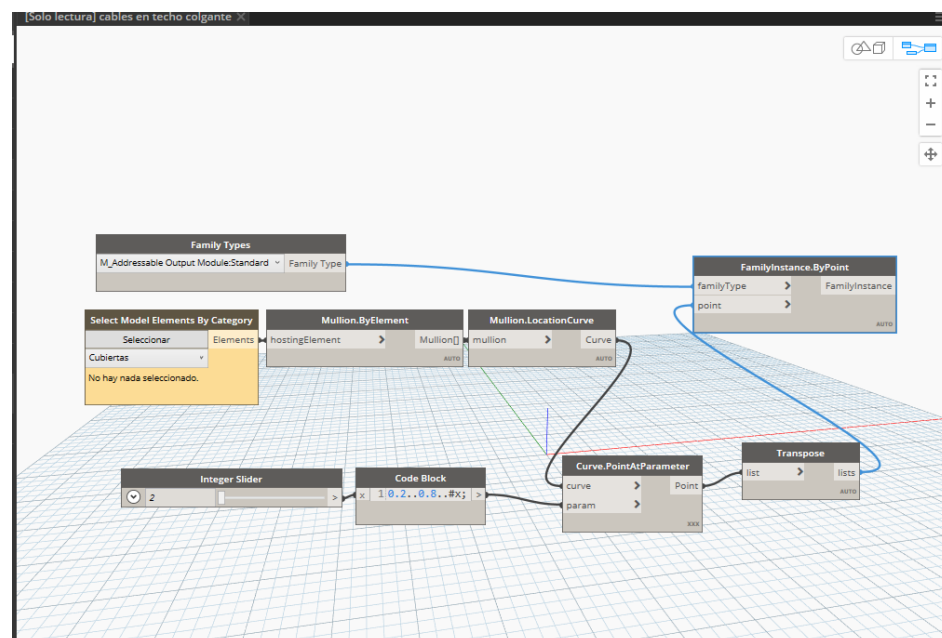 [Solo lectura] cables en techo colgante
Family Types
M_Addressable Output Module:Standard
Family Type
FamilyInstance.ByPoint
familyType > FamilyInstance
point >
AUTO
Select Model Elements By Category
Seleccionar
Elements
Cubiertas
No hay nada seleccionado.
Mullion.ByElement
hostingElement > Mullion[]
AUTO
Mullion.LocationCurve
mullion > Curve
AUTO
Integer Slider
2 >
Code Block
x 1 0.2..0.8..#x; >
Curve.PointAtParameter
curve > Point
param >
XXX
Transpose
list > lists
AUTO